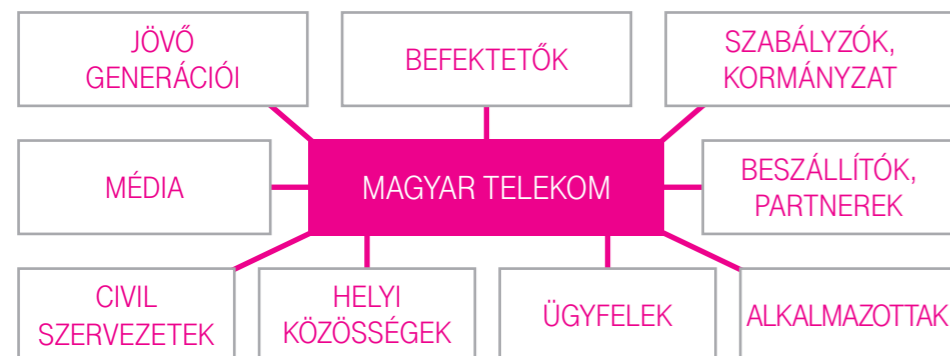 JÖVŐ
GENERÁCIÓI
BEFEKTETŐK
SZABÁLYZÓK,
KORMÁNYZAT
MÉDIA
MAGYAR TELEKOM
BESZÁLLÍTÓK,
PARTNEREK
CIVIL
SZERVEZETEK
HELYI
KÖZÖSSÉGEK
ÜGYFELEK
ALKALMAZOTTAK